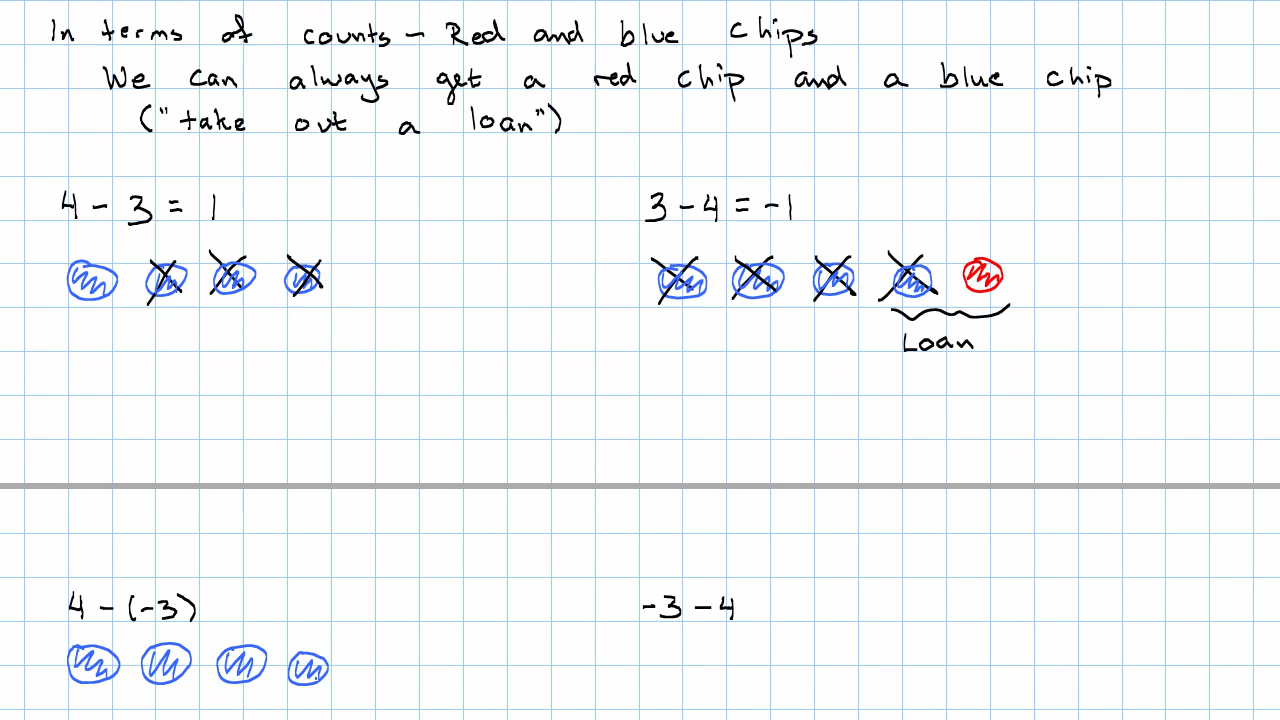 In terms of counts - Red and blue chips
We can always get a red chip and a blue chip
("take out a loan")
4 - 3 = 1
3 - 4 = -1
Loan
4 - (-3)
-3 - 4